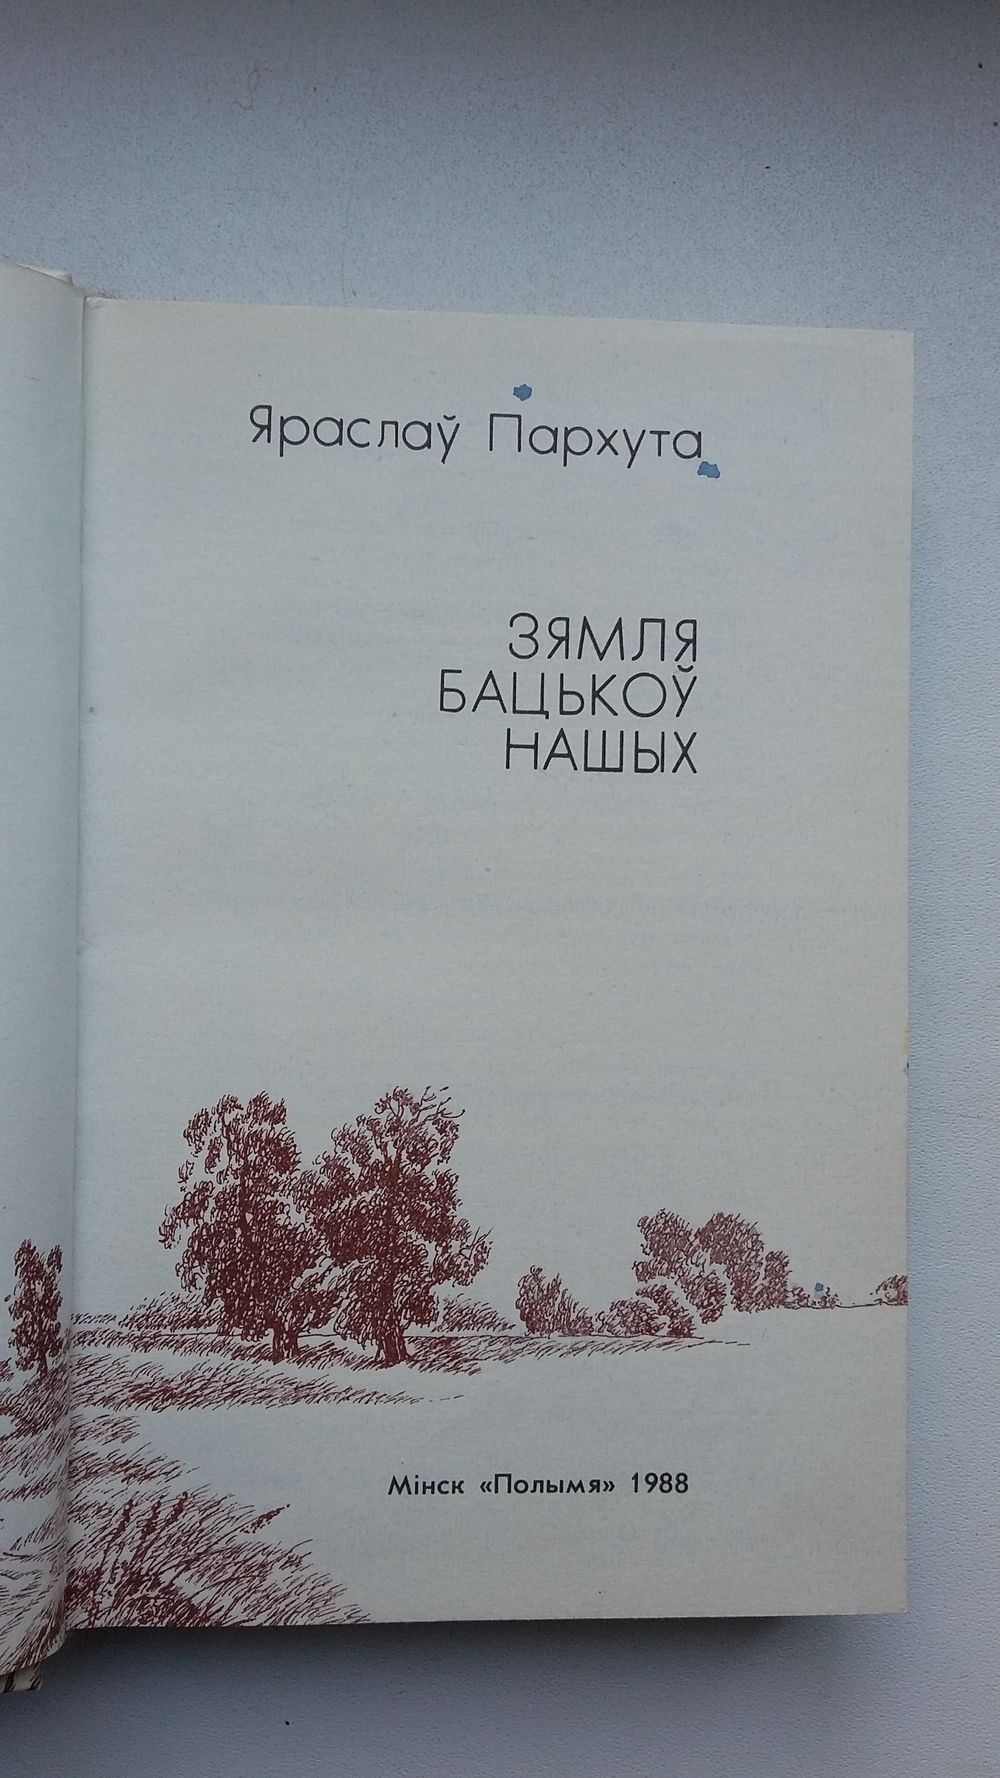 Яраслаў Пархута
ЗЯМЛЯ
БАЦЬКОЎ
НАШЫХ
Мінск «Полымя» 1988